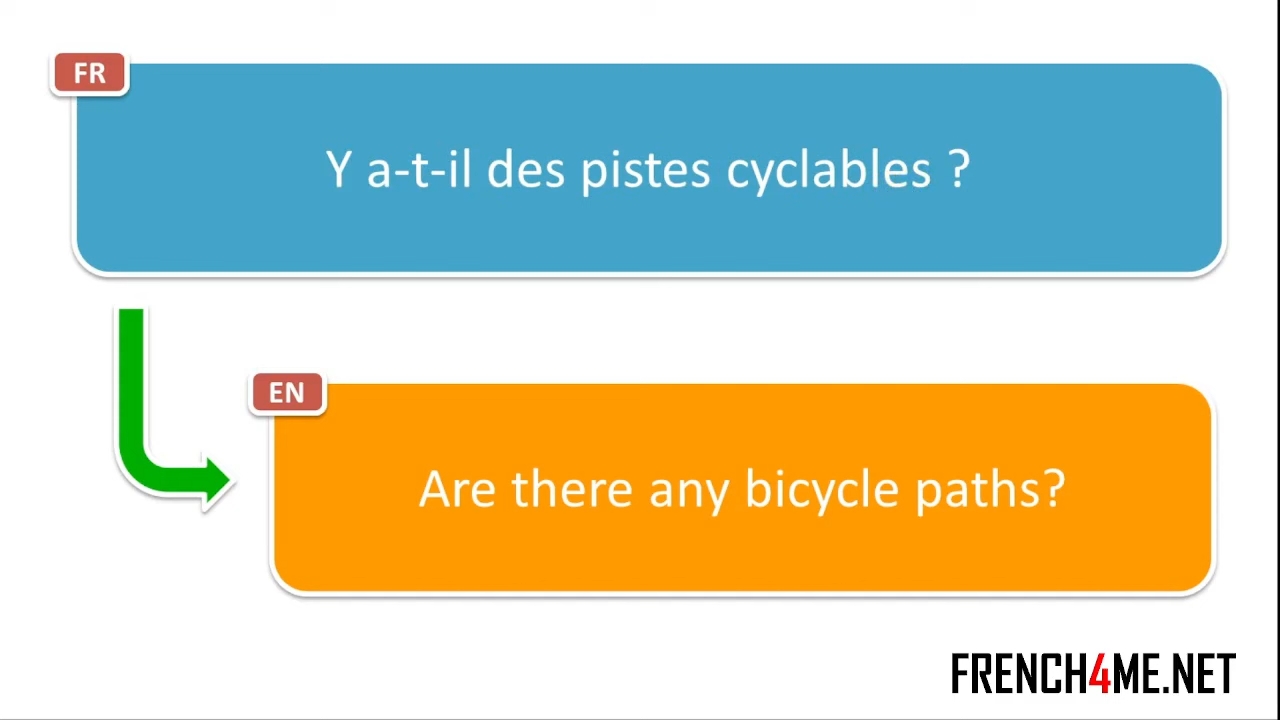 FR
Y a-t-il des pistes cyclables ?
EN
Are there any bicycle paths?
FRENCH4ME.NET